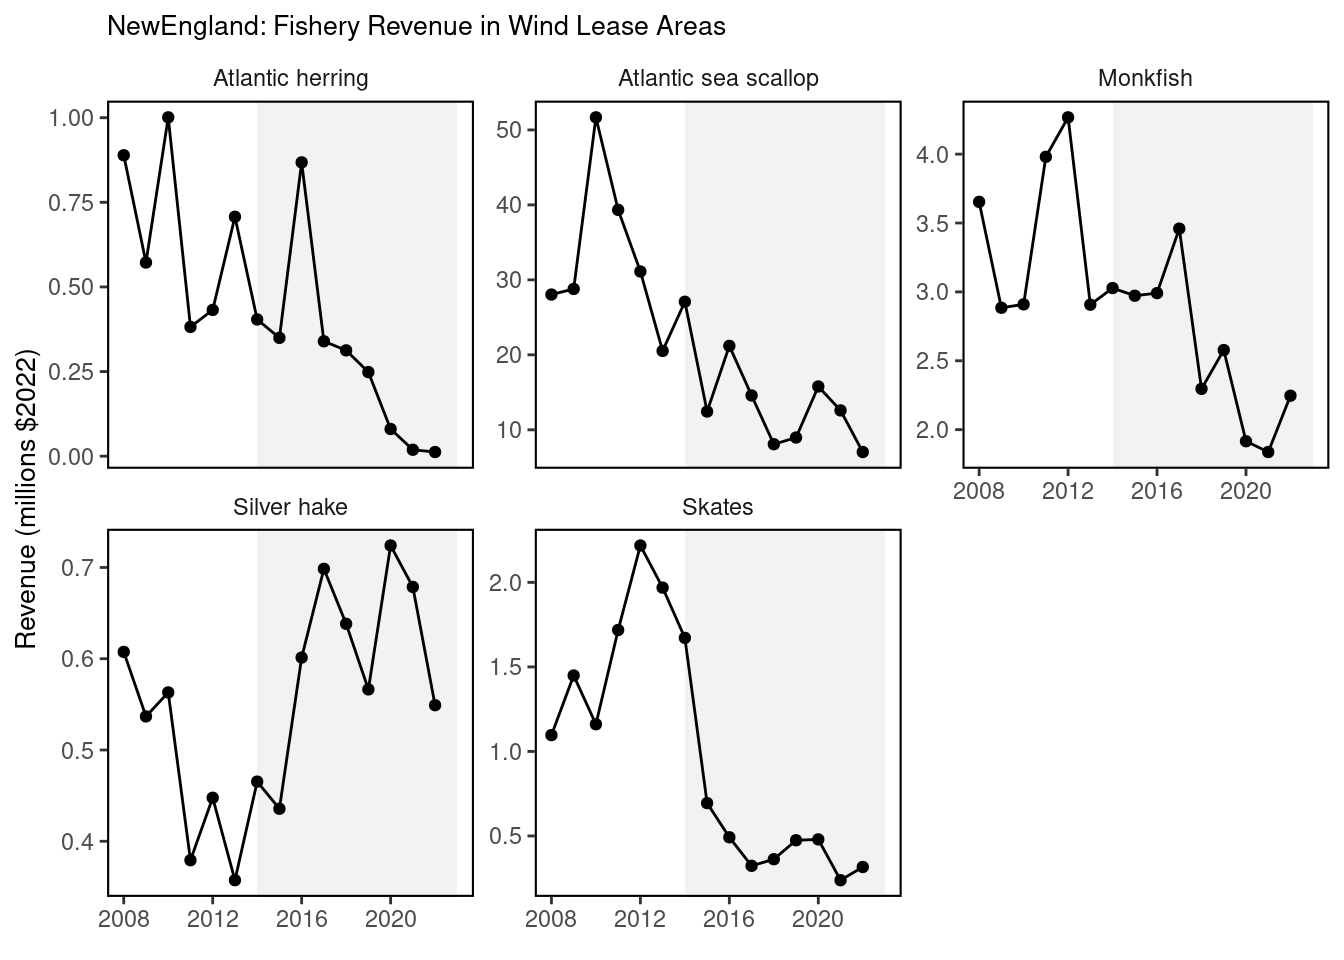 NewEngland: Fishery Revenue in Wind Lease Areas
Atlantic herring
Atlantic sea scallop
Monkfish
1.00
0.75
0.50
0.25
0.00
50
40
30
20
10
4.0
3.5
3.0
2.5
2.0
2008 2012 2016 2020
Revenue (millions $2022)
Silver hake
Skates
0.7
0.6
0.5
0.4
2.0
1.5
1.0
0.5
2008 2012 2016 2020
2008 2012 2016 2020